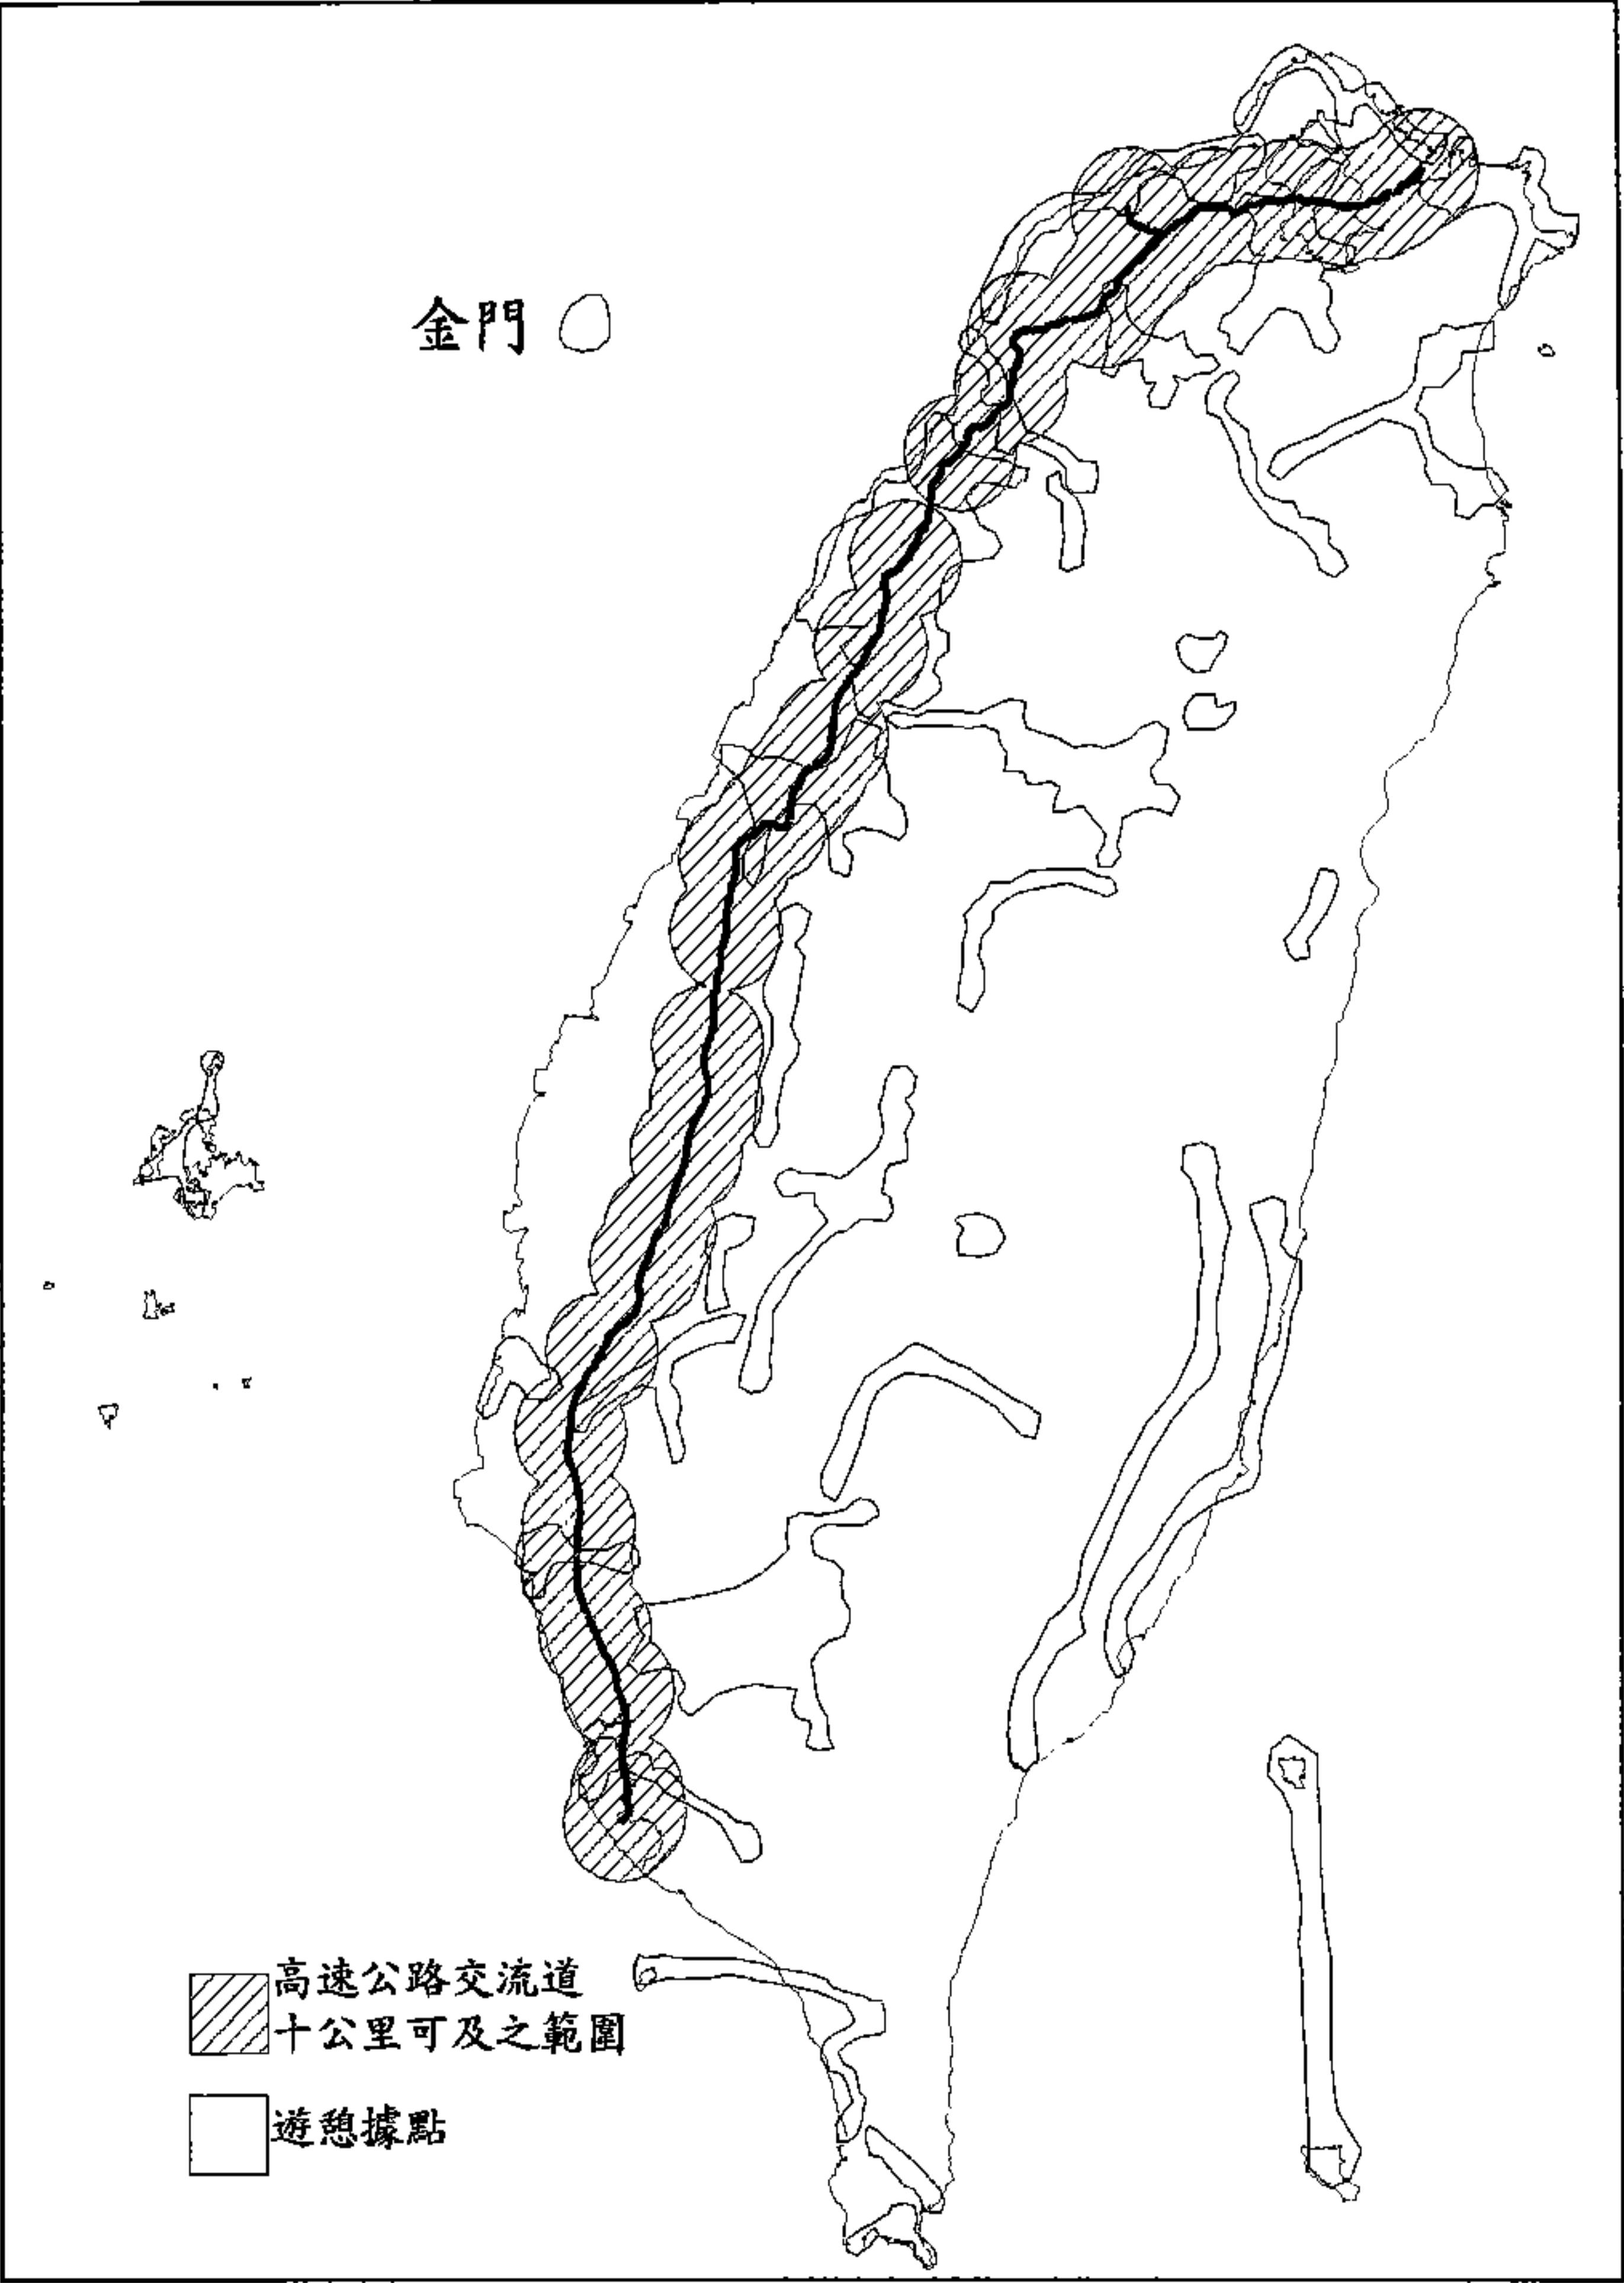 金門
高速公路交流道
十公里可及之範圍
遊憩據點